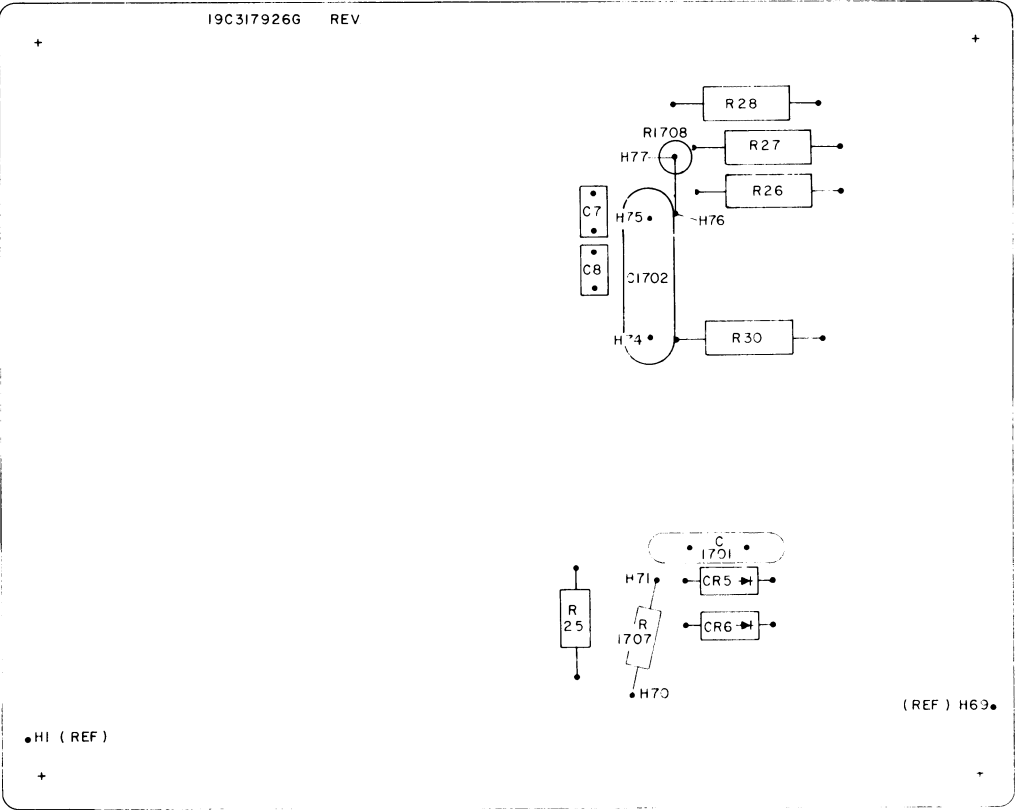 19C317926G REV
R28
R1708
R27
H77
R26
C7
H75
H76
C8
C1702
H74
R30
C
1701
H71
CR5
R
25
R
1707
CR6
H70
(REF) H69
H1 (REF)